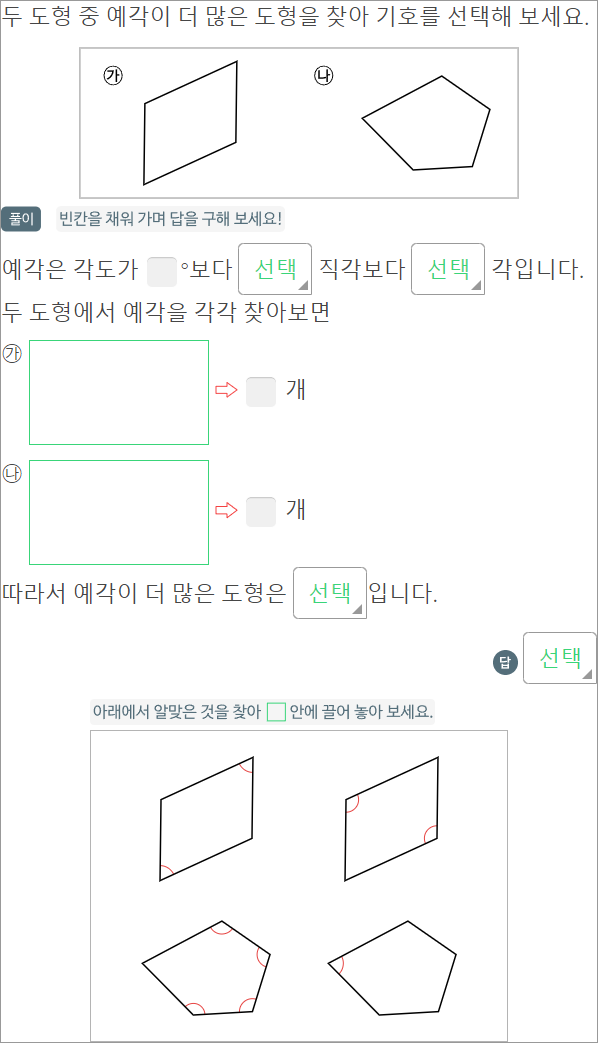 두 도형 중 예각이 더 많은 도형을 찾아 기호를 선택해 보세요.
㉮ ㉯
풀이 빈칸을 채워 가며 답을 구해 보세요!
예각은 각도가 °보다 선택 직각보다 선택 각입니다.
두 도형에서 예각을 각각 찾아보면
㉮ ⇨ 개
㉯ ⇨ 개
따라서 예각이 더 많은 도형은 선택 입니다.
답 선택
아래에서 알맞은 것을 찾아 □ 안에 끌어 놓아 보세요.